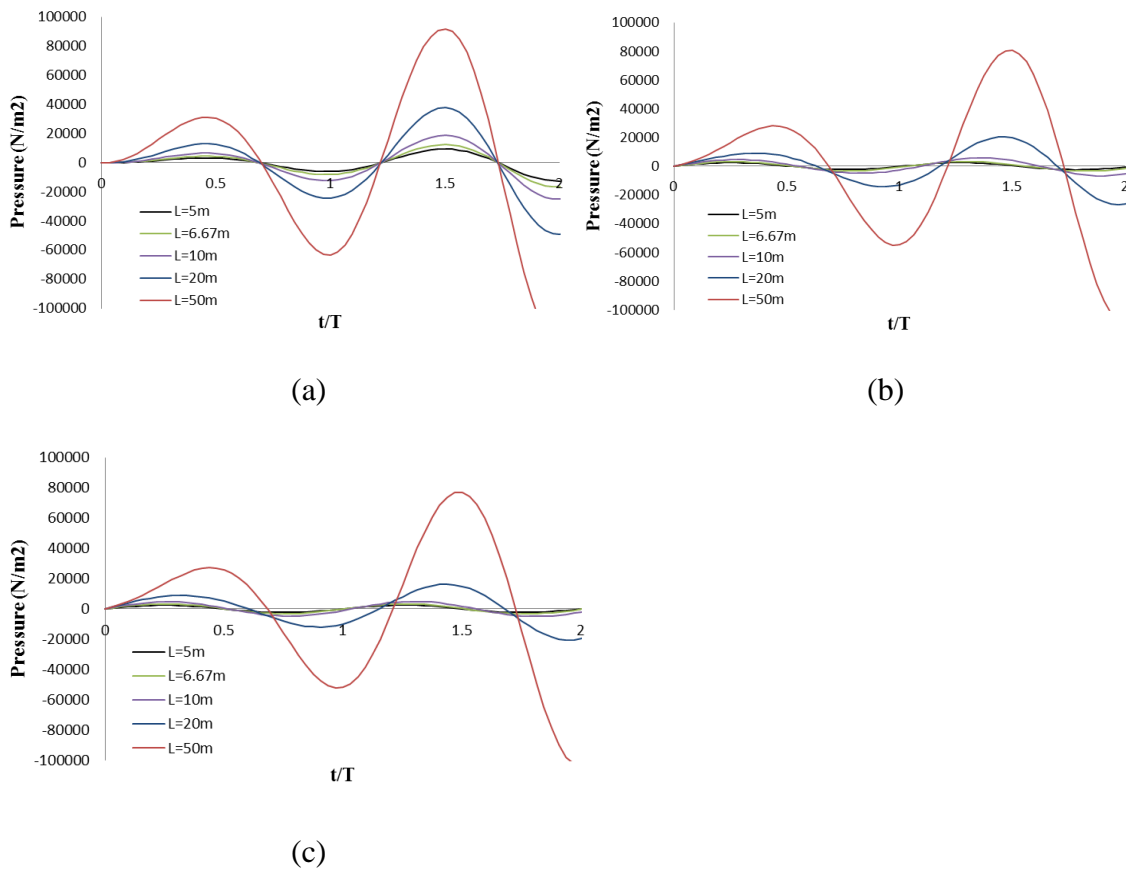 100000
80000
60000
40000
20000
0
-20000
-40000
-60000
-80000
-100000
Pressure (N/m2)
0 0.5 1 1.5 2
L=5m
L=6.67m
L=10m
L=20m
L=50m
t/T
(a)
100000
80000
60000
40000
20000
0
-20000
-40000
-60000
-80000
-100000
Pressure (N/m2)
0 0.5 1 1.5 2
L=5m
L=6.67m
L=10m
L=20m
L=50m
t/T
(b)
100000
80000
60000
40000
20000
0
-20000
-40000
-60000
-80000
-100000
Pressure (N/m2)
0 0.5 1 1.5 2
L=5m
L=6.67m
L=10m
L=20m
L=50m
t/T
(c)